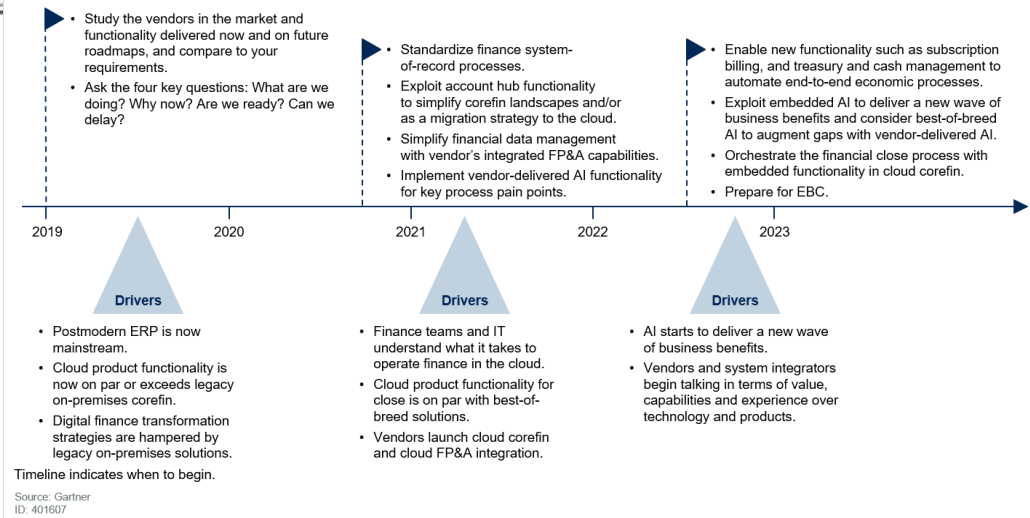 • Study the vendors in the market and
functionality delivered now and on future
roadmaps, and compare to your
requirements.
• Ask the four key questions: What are we
doing? Why now? Are we ready? Can we
delay?
• Standardize finance system-
of-record processes.
• Exploit account hub functionality
to simplify corefin landscapes and/or
as a migration strategy to the cloud.
• Simplify financial data management
with vendor's integrated FP&A capabilities.
• Implement vendor-delivered AI functionality
for key process pain points.
• Enable new functionality such as subscription
billing, and treasury and cash management to
automate end-to-end economic processes.
• Exploit embedded AI to deliver a new wave of
business benefits and consider best-of-breed
AI to augment gaps with vendor-delivered AI.
• Orchestrate the financial close process with
embedded functionality in cloud corefin.
• Prepare for EBC.
2019
2020
2021
2022
2023
Drivers
• Postmodern ERP is now
mainstream.
• Cloud product functionality is
now on par or exceeds legacy
on-premises corefin.
• Digital finance transformation
strategies are hampered by
legacy on-premises solutions.
Drivers
• Finance teams and IT
understand what it takes to
operate finance in the cloud.
• Cloud product functionality for
close is on par with best-of-
breed solutions.
• Vendors launch cloud corefin
and cloud FP&A integration.
Drivers
• AI starts to deliver a new wave
of business benefits.
• Vendors and system integrators
begin talking in terms of value,
capabilities and experience over
technology and products.
Timeline indicates when to begin.
Source: Gartner
ID: 401607